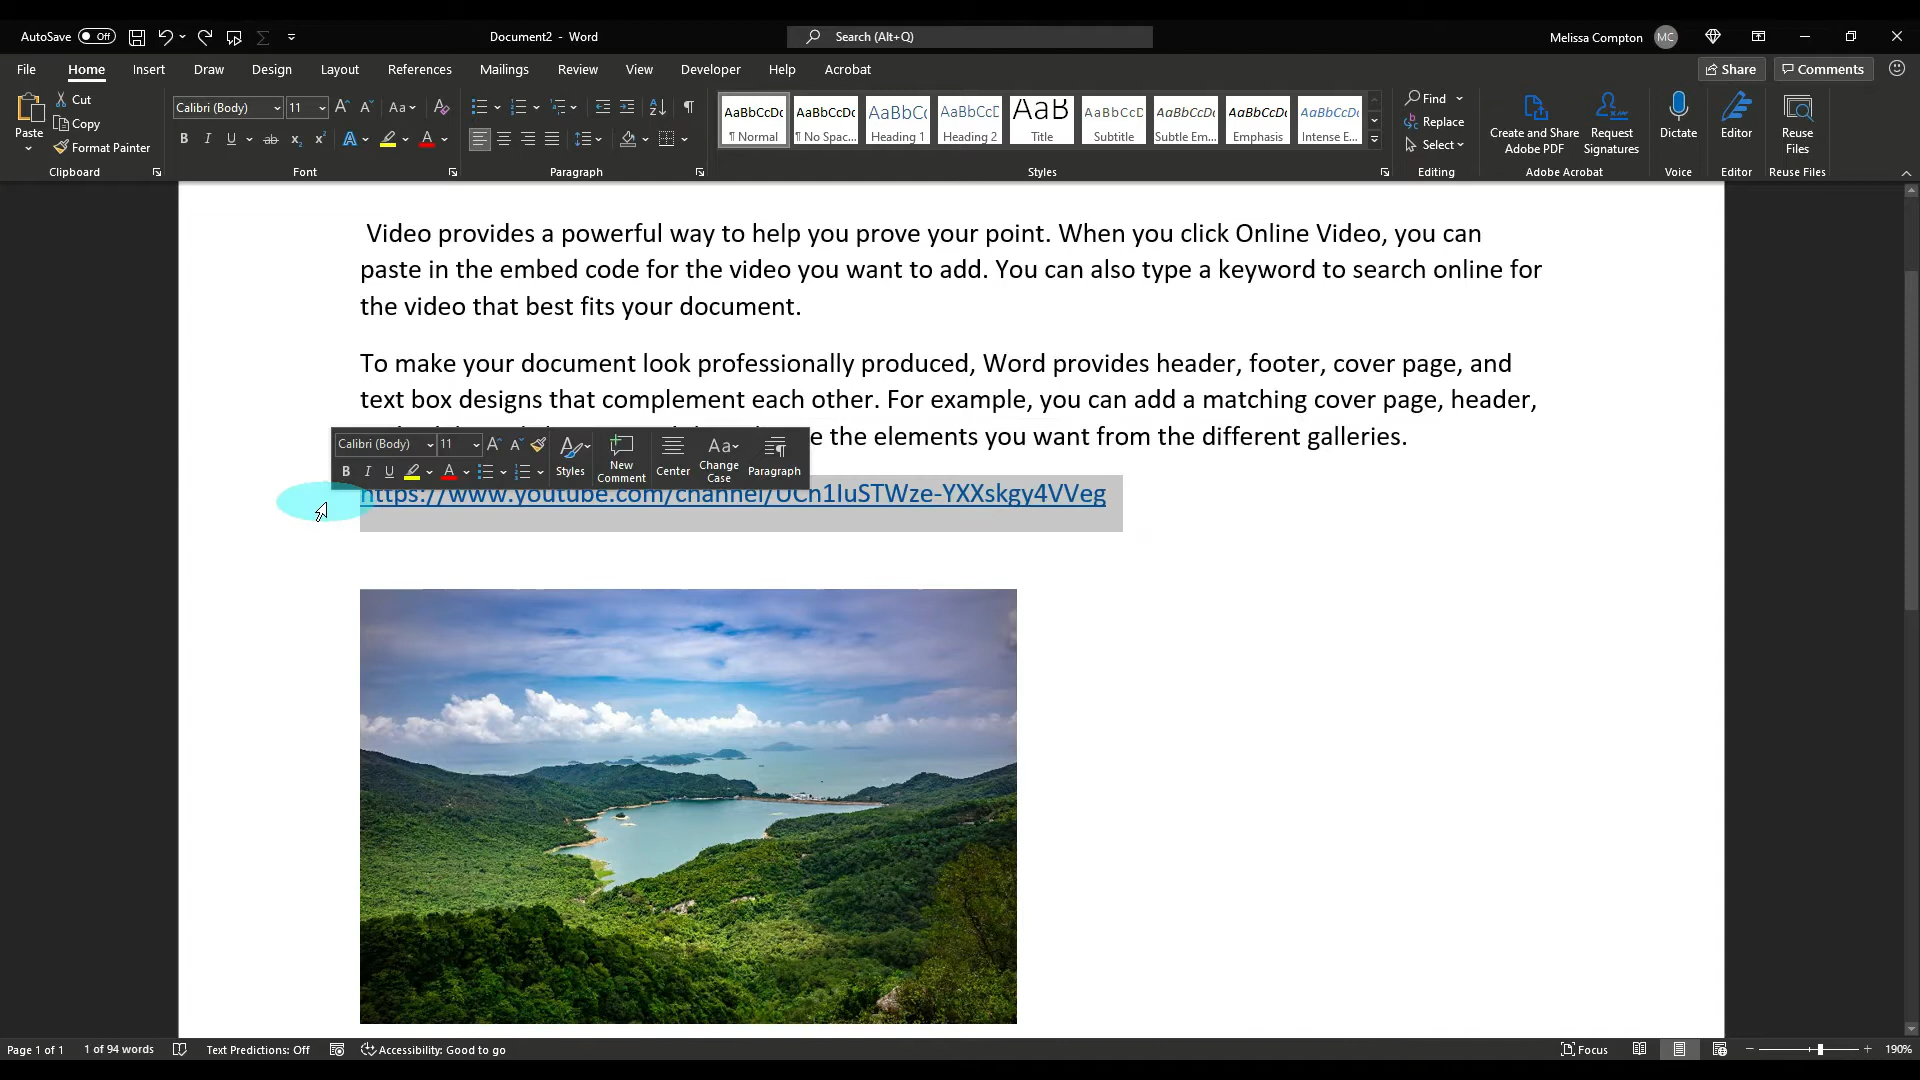 AutoSave Off Document2 - Word Search (Alt+Q) Melissa Compton MC
File Home Insert Draw Design Layout References Mailings Review View Developer Help Acrobat Share Comments
Paste Cut Copy Format Painter Clipboard
Calibri (Body) 11 Aa Font
Paragraph
AaBbCcDc ¶ Normal
AaBbCcDc ¶ No Spac...
AaBbC( Heading 1
AaBbCcD Heading 2
AaB Title
AaBbCcD Subtitle
AaBbCcDc Subtle Em...
AaBbCcDc Emphasis
AaBbCcDc Intense E...
Styles
Find Replace Select Editing
Create and Share Adobe PDF
Request Signatures
Adobe Acrobat
Dictate Voice
Editor Editor
Reuse Files Reuse Files
Video provides a powerful way to help you prove your point. When you click Online Video, you can
paste in the embed code for the video you want to add. You can also type a keyword to search online for
the video that best fits your document.
To make your document look professionally produced, Word provides header, footer, cover page, and
text box designs that complement each other. For example, you can add a matching cover page, header,
the elements you want from the different galleries.
Calibri (Body) 11
B I U Styles New Comment Center Change Case Paragraph
https://www.youtube.com/channel/UCn1IuSTWze-YXXskgy4VVeg
Page 1 of 1 1 of 94 words Text Predictions: Off Accessibility: Good to go Focus 190%